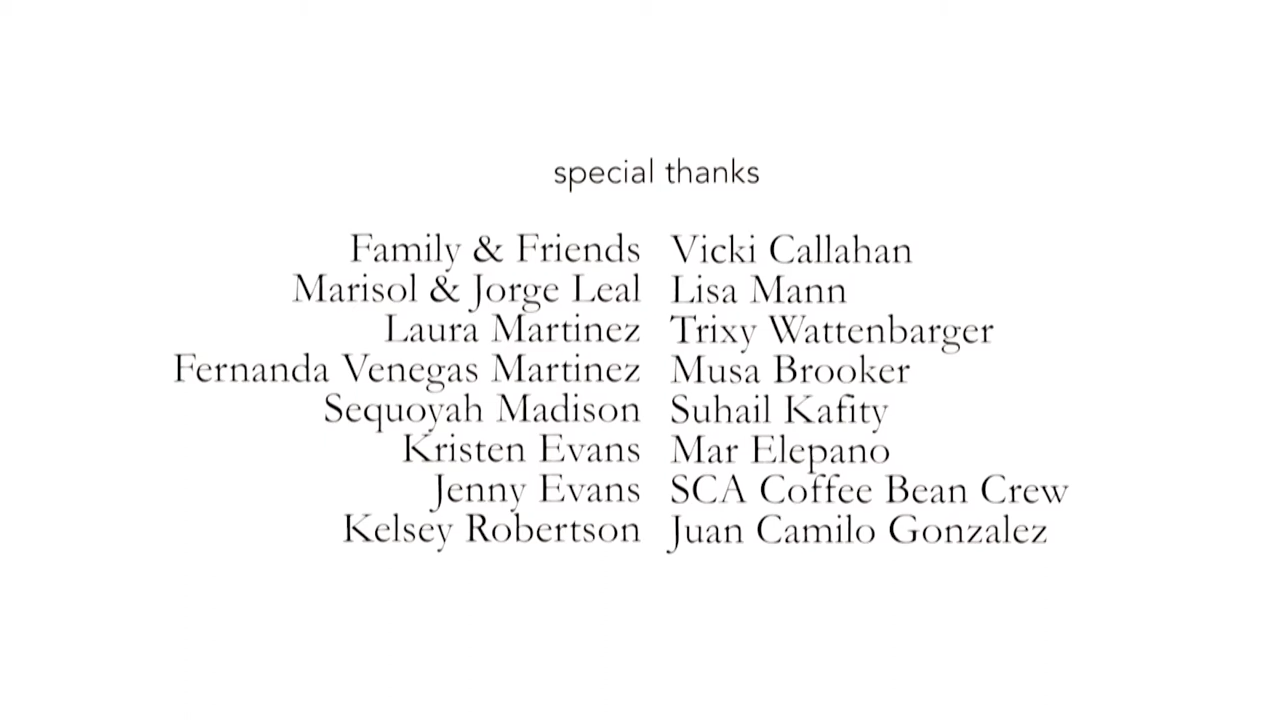 special thanks
Family & Friends Vicki Callahan
Marisol & Jorge Leal Lisa Mann
Laura Martinez Trixy Wattenbarger
Fernanda Venegas Martinez Musa Brooker
Sequoyah Madison Suhail Kafity
Kristen Evans Mar Elepano
Jenny Evans SCA Coffee Bean Crew
Kelsey Robertson Juan Camilo Gonzalez